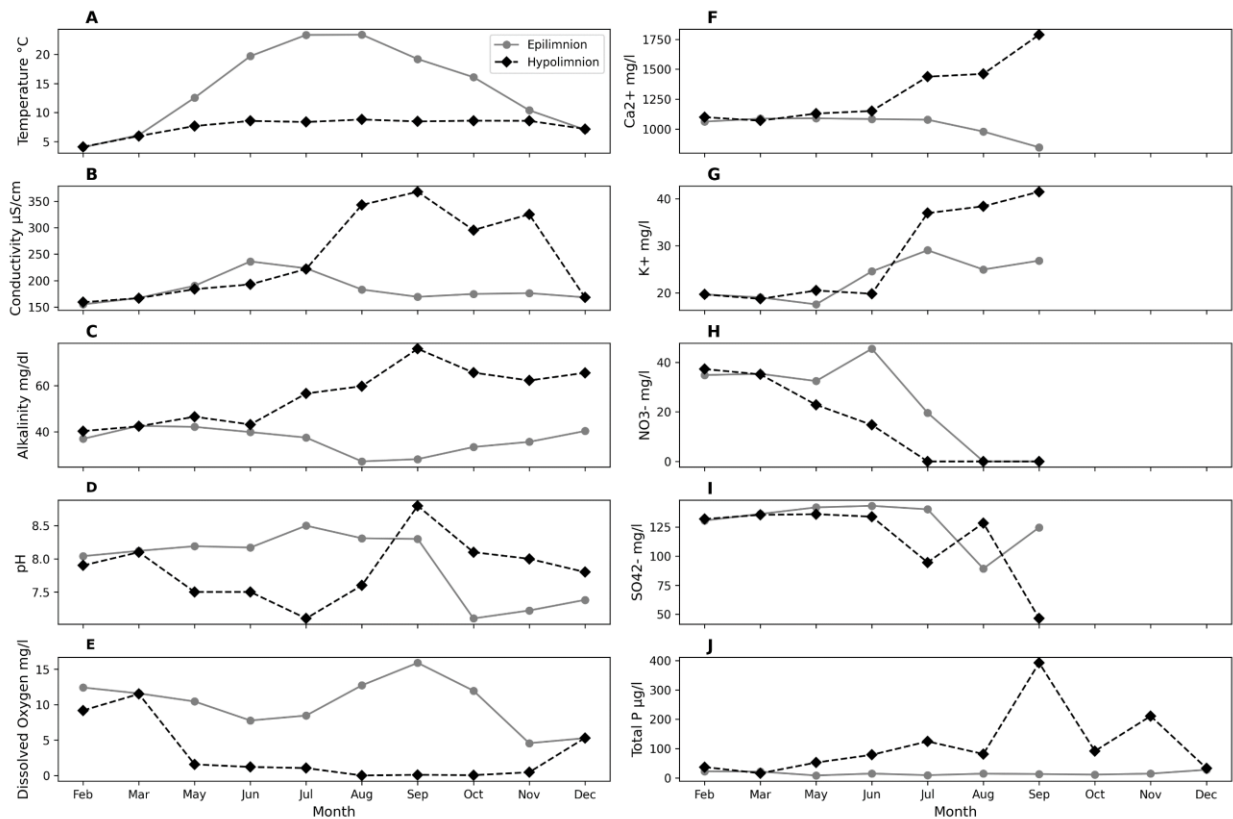 A
Temperature °C
20
15
10
5
Epilimnion
Hypolimnion
B
Conductivity µS/cm
350
300
250
200
150
C
Alkalinity mg/dl
60
40
D
pH
8.5
8.0
7.5
E
Dissolved Oxygen mg/l
15
10
5
0
Feb Mar May Jun Jul Aug Sep Oct Nov Dec
Month
F
Ca2+ mg/l
1750
1500
1250
1000
G
K+ mg/l
40
30
20
H
NO3- mg/l
40
20
0
I
SO42- mg/l
125
100
75
50
J
Total P µg/l
400
300
200
100
0
Feb Mar May Jun Jul Aug Sep Oct Nov Dec
Month